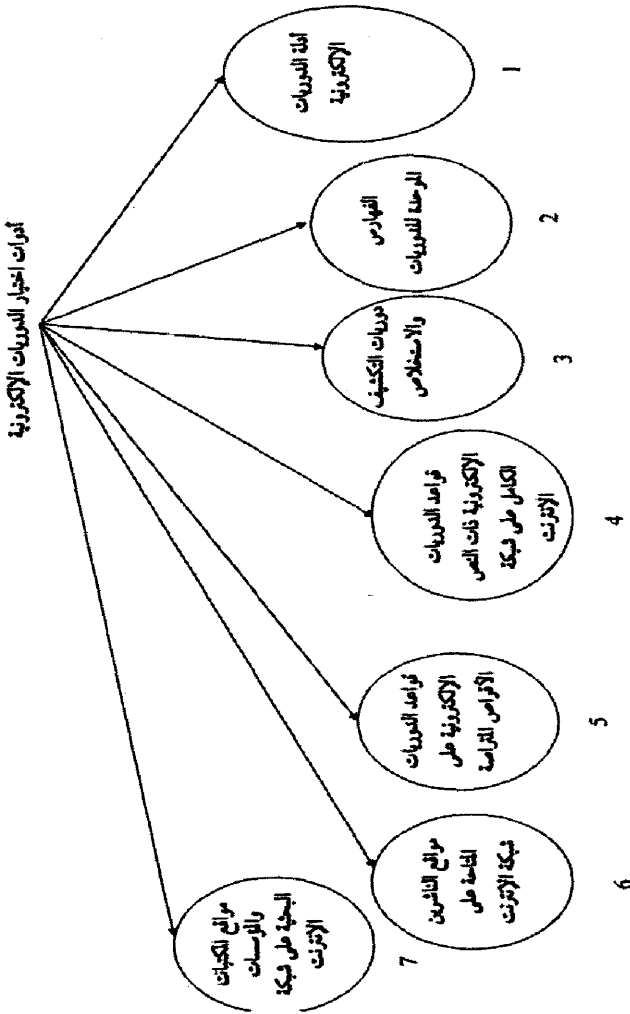 أدوات اختيار الدوريات الإلكترونية
أدلة الدوريات
الإلكترونية
1
الفهارس
الموحدة للدوريات
2
دوريات التكشيف
والاستخلاص
3
قواعد الدوريات
الإلكترونية ذات النص
الكامل على شبكة
الإنترنت
4
قواعد الدوريات
الإلكترونية على
الأقراص المتراصة
5
مواقع الناشرين
المتاحة على
شبكة الإنترنت
6
مواقع المكتبات
والمؤسسات
البحثية على شبكة
الإنترنت
7